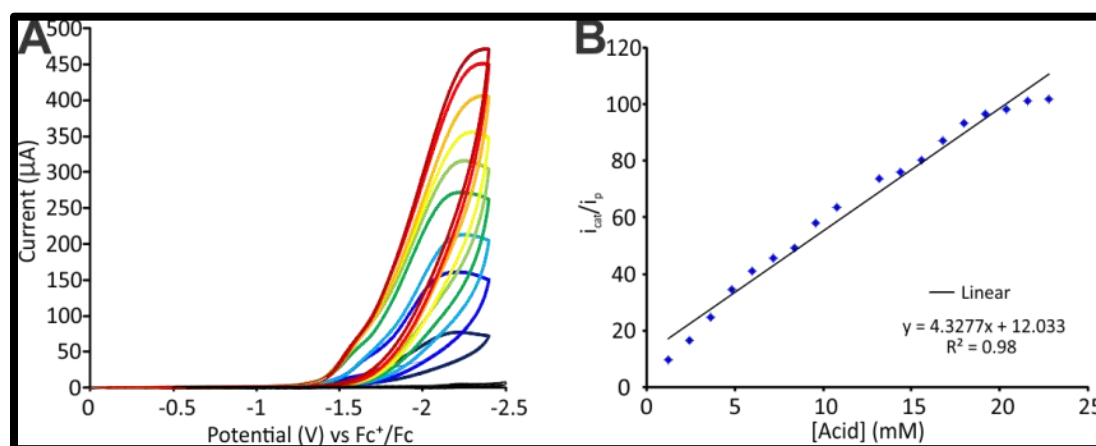 A
500
450
400
350
300
250
200
150
100
50
0
Current (µA)
0 -0.5 -1 -1.5 -2 -2.5
Potential (V) vs Fc⁺/Fc
B
120
100
80
60
40
20
0
i_cat/i_p
Linear
y = 4.3277x + 12.033
R² = 0.98
0 5 10 15 20 25
[Acid] (mM)